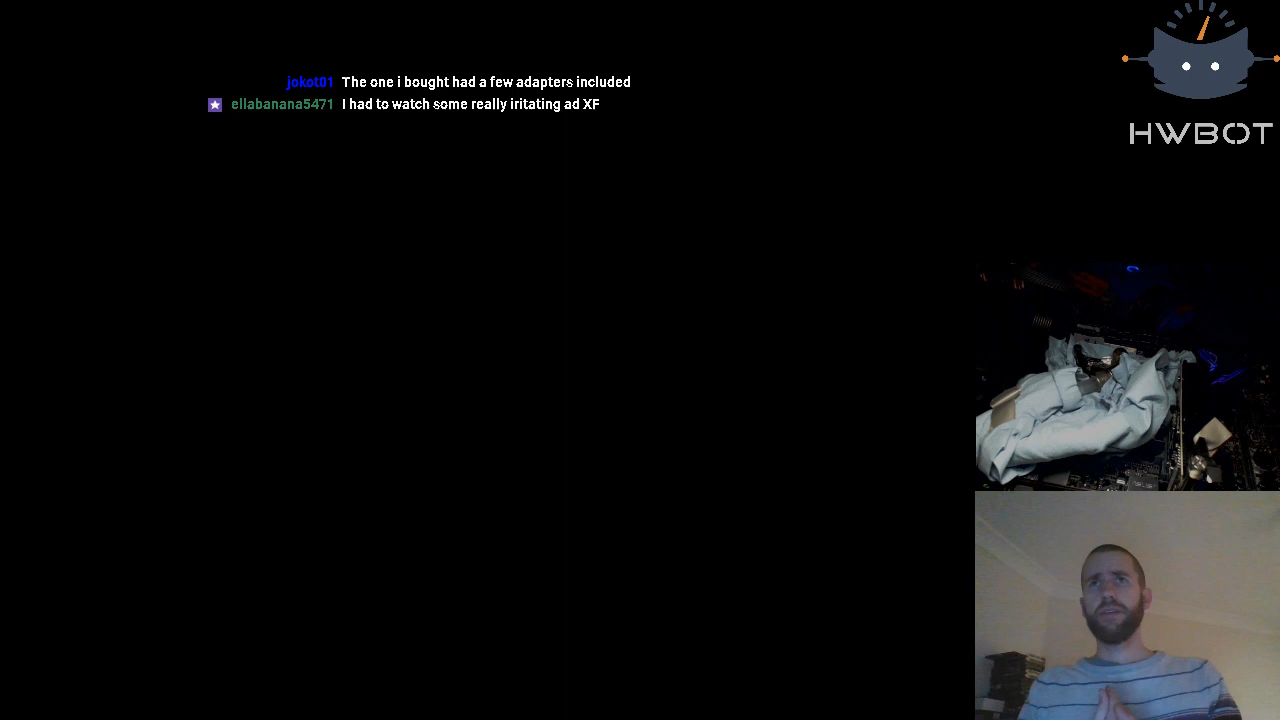 jokot01 The one i bought had a few adapters included
ellabanana5471 I had to watch some really iritating ad XF
HWBOT